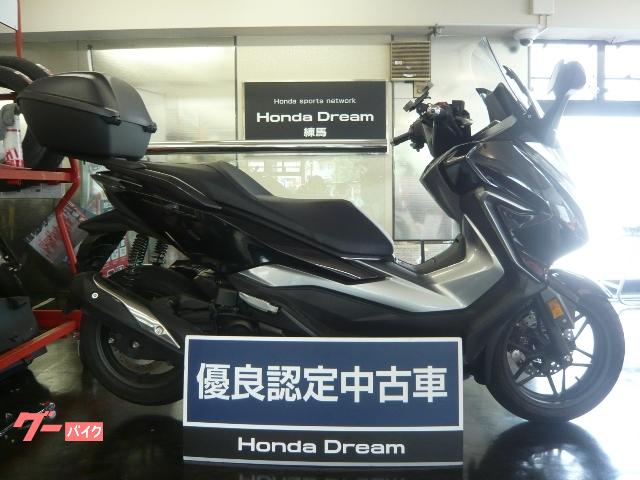 Honda sports network
Honda Dream
練馬
優良認定中古車
Honda Dream
グーバイク